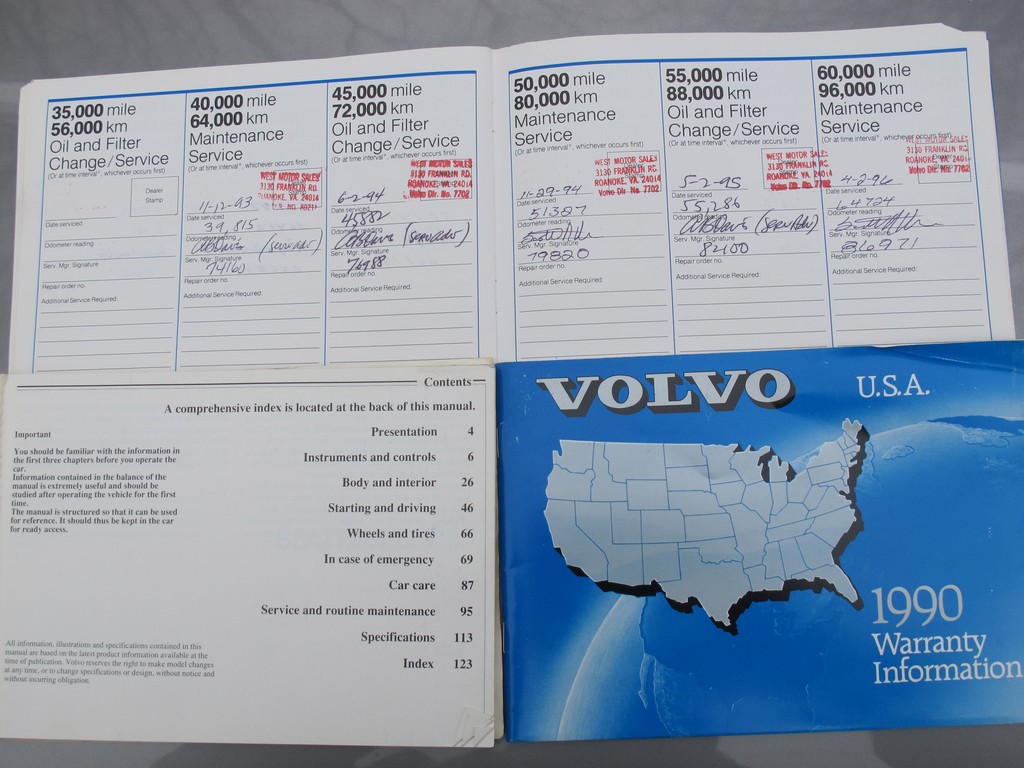 35,000 mile
56,000 km
Oil and Filter
Change/Service
(Or at time interval*, whichever occurs first)
Dealer
Stamp
Date serviced
Odometer reading
Serv. Mgr. Signature
Repair order no.
Additional Service Required:
40,000 mile
64,000 km
Maintenance
Service
(Or at time interval*, whichever occurs first)
WEST MOTOR SALES
3130 FRANKLIN RD.
ROANOKE, VA 24014
11-12-93
Date serviced
39,815
Odometer reading
(SERV.ADV)
Serv. Mgr. Signature
74160
Repair order no.
Additional Service Required:
45,000 mile
72,000 km
Oil and Filter
Change/Service
(Or at time interval*, whichever occurs first)
WEST MOTOR SALES
3130 FRANKLIN RD.
ROANOKE, VA 24014
Volvo Dlr. No. 7702
6-2-94
Date serviced
45882
Odometer reading
(SERV.ADV)
Serv. Mgr. Signature
76988
Repair order no.
Additional Service Required:
50,000 mile
80,000 km
Maintenance
Service
(Or at time interval*, whichever occurs first)
WEST MOTOR SALES
3130 FRANKLIN RD.
ROANOKE, VA 24014
Volvo Dlr. No. 7702
11-29-94
Date serviced
51327
Odometer reading
Serv. Mgr. Signature
79820
Repair order no.
Additional Service Required:
55,000 mile
88,000 km
Oil and Filter
Change/Service
(Or at time interval*, whichever occurs first)
WEST MOTOR SALES
3130 FRANKLIN RD.
ROANOKE, VA 24014
Volvo Dlr. No. 7702
5-2-95
Date serviced
55,286
Odometer reading
(SERV.ADV)
Serv. Mgr. Signature
82100
Repair order no.
Additional Service Required:
60,000 mile
96,000 km
Maintenance
Service
(Or at time interval*, whichever occurs first)
WEST MOTOR SALES
3130 FRANKLIN RD.
ROANOKE, VA 24014
Volvo Dlr. No. 7702
4-2-96
Date serviced
64724
Odometer reading
Serv. Mgr. Signature
86971
Repair order no.
Additional Service Required:
Contents
A comprehensive index is located at the back of this manual.
Important
You should be familiar with the information in
the first three chapters before you operate the
car.
Information contained in the balance of the
manual is extremely useful and should be
studied after operating the vehicle for the first
time.
The manual is structured so that it can be used
for reference. It should thus be kept in the car
for ready access.
Presentation 4
Instruments and controls 6
Body and interior 26
Starting and driving 46
Wheels and tires 66
In case of emergency 69
Car care 87
Service and routine maintenance 95
Specifications 113
Index 123
All information, illustrations and specifications contained in this
manual are based on the latest product information available at the
time of publication. Volvo reserves the right to make model changes
at any time, or to change specifications or design, without notice and
without incurring obligation.
VOLVO
U.S.A.
1990
Warranty
Information